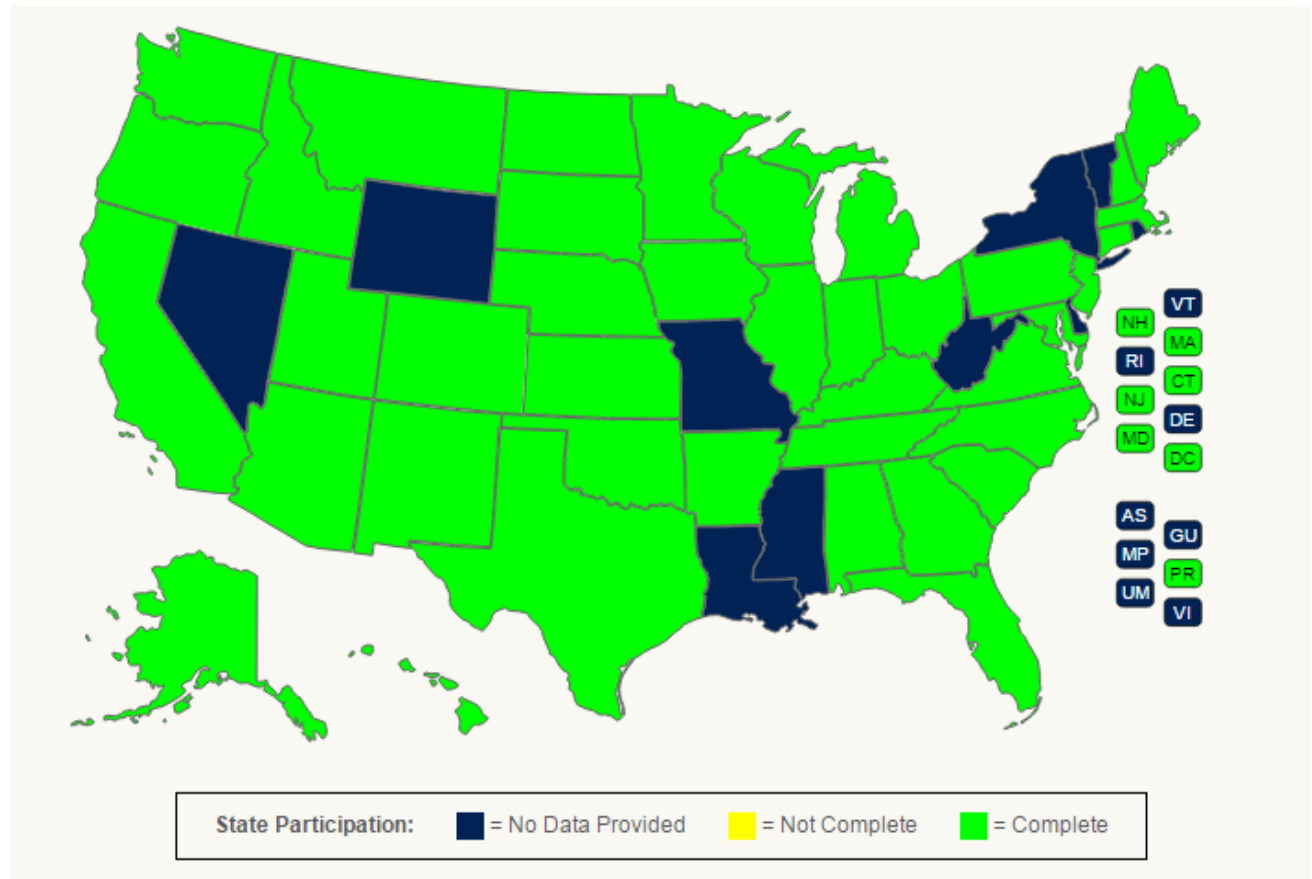 VT
NH
MA
RI
CT
NJ
DE
MD
DC
AS
GU
MP
PR
UM
VI
State Participation: = No Data Provided = Not Complete = Complete